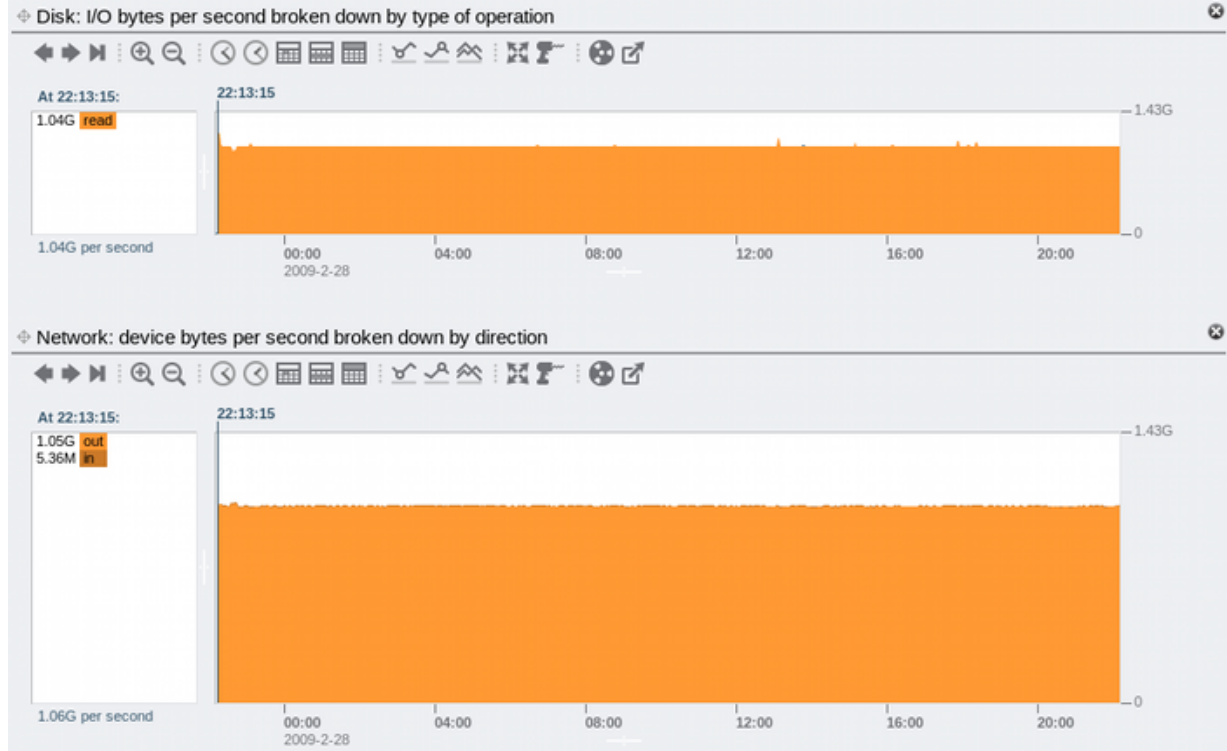 Disk: I/O bytes per second broken down by type of operation
At 22:13:15:
22:13:15
1.04G read
1.43G
0
1.04G per second
00:00 04:00 08:00 12:00 16:00 20:00
2009-2-28
Network: device bytes per second broken down by direction
At 22:13:15:
22:13:15
1.05G out
1.43G
5.36M in
0
1.06G per second
00:00 04:00 08:00 12:00 16:00 20:00
2009-2-28